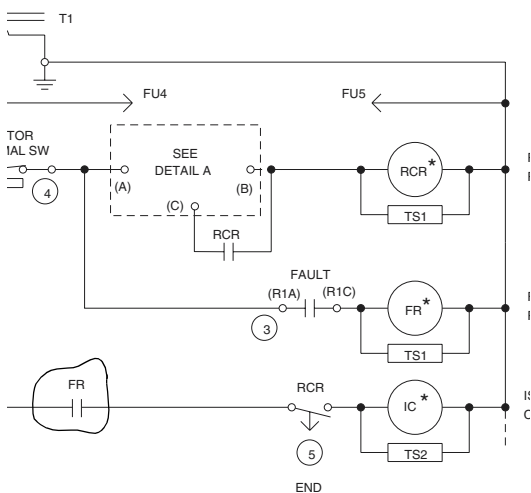 T1
FU4
FU5
TOR
MAL SW
SEE
DETAIL A
(A)
(B)
(C)
4
RCR*
TS1
RCR
FAULT
(R1A)
(R1C)
3
FR*
TS1
FR
RCR
IC*
5
TS2
END